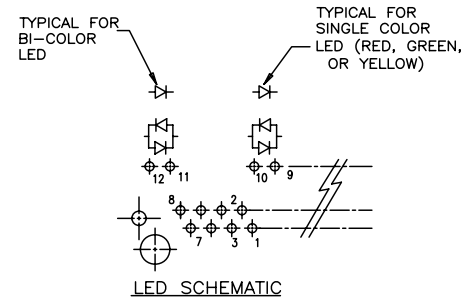 TYPICAL FOR
BI-COLOR
LED
TYPICAL FOR
SINGLE COLOR
LED (RED, GREEN,
OR YELLOW)
12 11 10 9
8 2
7 3 1
LED SCHEMATIC